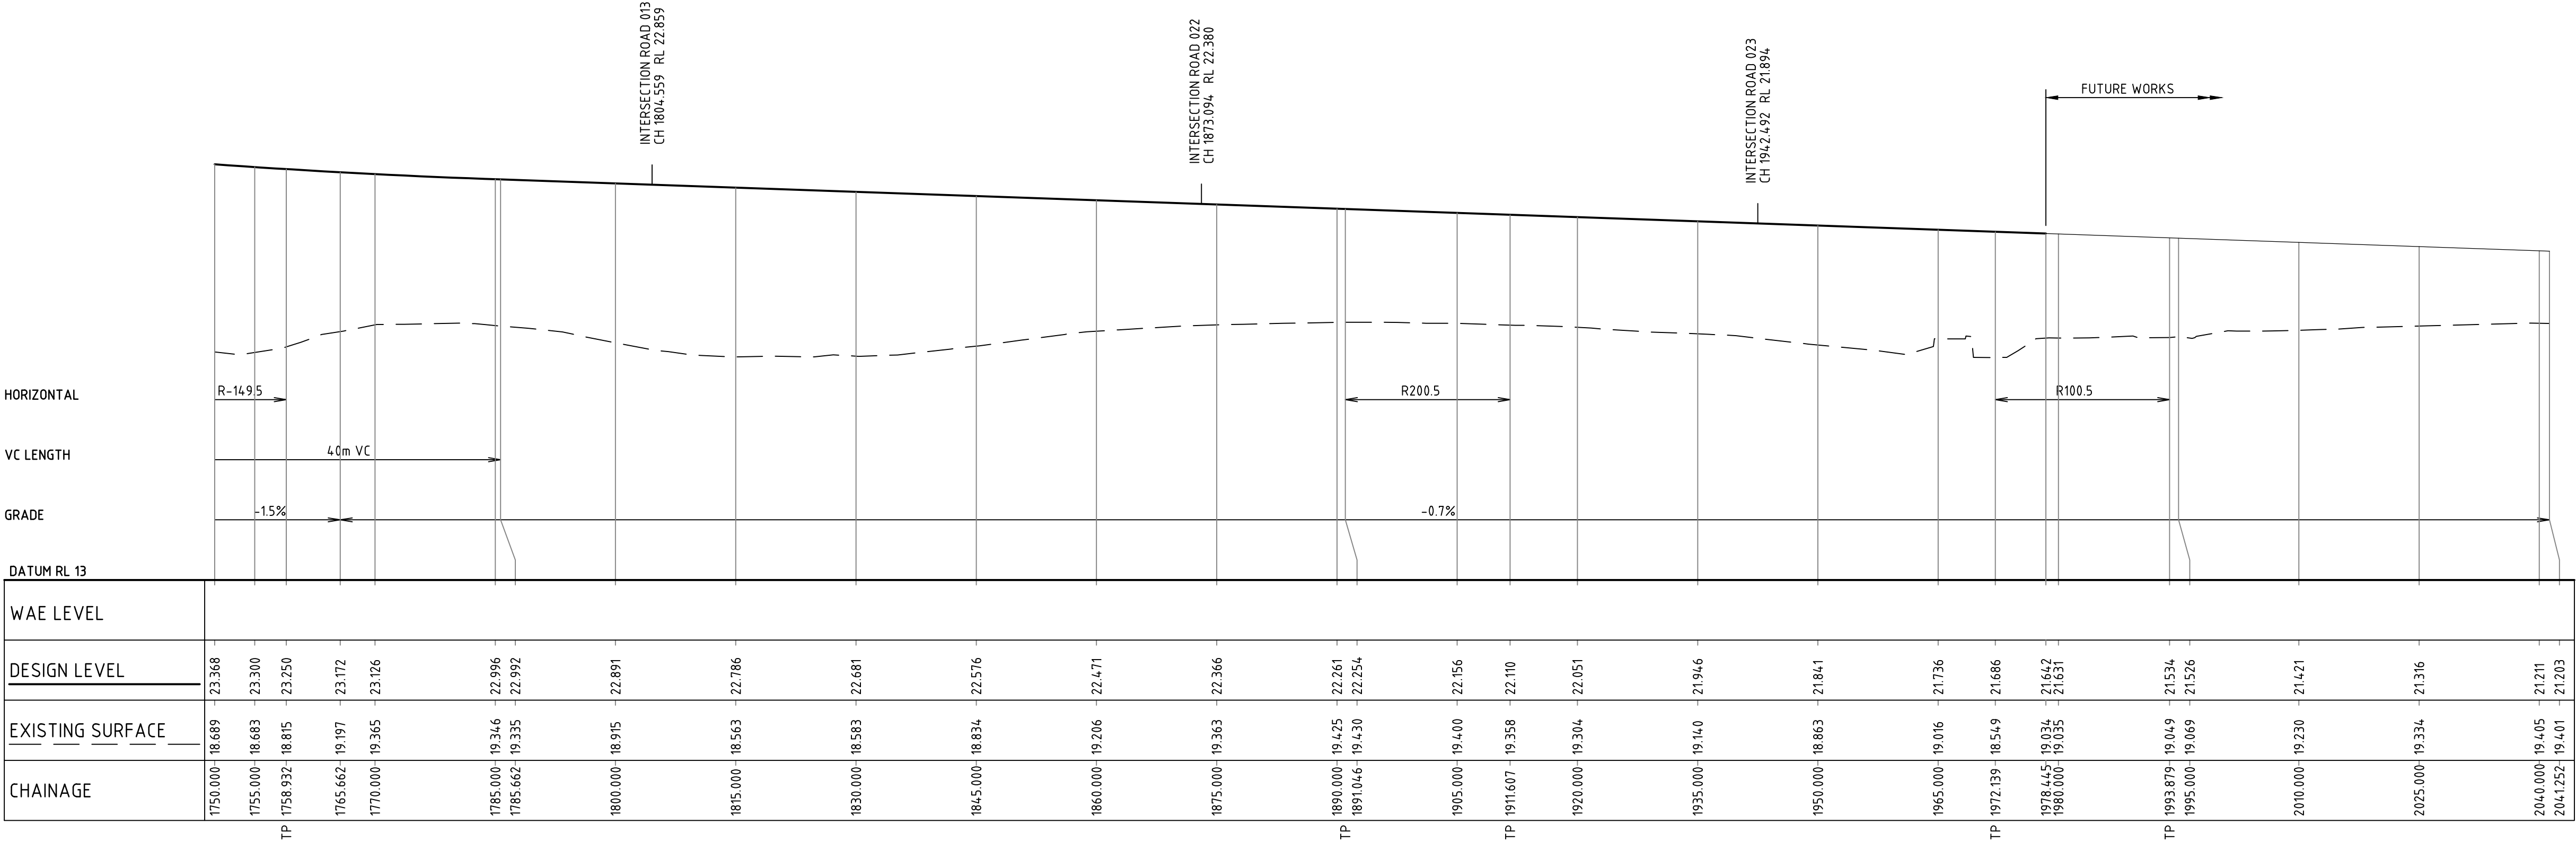 INTERSECTION ROAD 013
CH 1804.559 RL 22.859
INTERSECTION ROAD 022
CH 1873.094 RL 22.380
INTERSECTION ROAD 023
CH 1942.492 RL 21.894
FUTURE WORKS
HORIZONTAL
R-149.5
R200.5
R100.5
VC LENGTH
40m VC
GRADE
-1.5%
-0.7%
DATUM RL 13
WAE LEVEL
DESIGN LEVEL
23.368 23.300 23.250 23.172 23.126 22.996 22.992 22.891 22.786 22.681 22.576 22.471 22.366 22.261 22.254 22.156 22.110 22.051 21.946 21.841 21.736 21.686 21.642 21.631 21.534 21.526 21.421 21.316 21.211 21.203
EXISTING SURFACE
18.689 18.683 18.815 19.197 19.365 19.346 19.335 18.915 18.563 18.583 18.834 19.206 19.363 19.425 19.430 19.400 19.358 19.304 19.140 18.863 19.016 18.549 19.034 19.035 19.049 19.069 19.230 19.334 19.405 19.401
CHAINAGE
1750.000 1755.000 1758.932 1765.662 1770.000 1785.000 1785.662 1800.000 1815.000 1830.000 1845.000 1860.000 1875.000 1890.000 1891.046 1905.000 1911.607 1920.000 1935.000 1950.000 1965.000 1972.139 1978.445 1980.000 1993.879 1995.000 2010.000 2025.000 2040.000 2041.252
TP TP TP TP TP